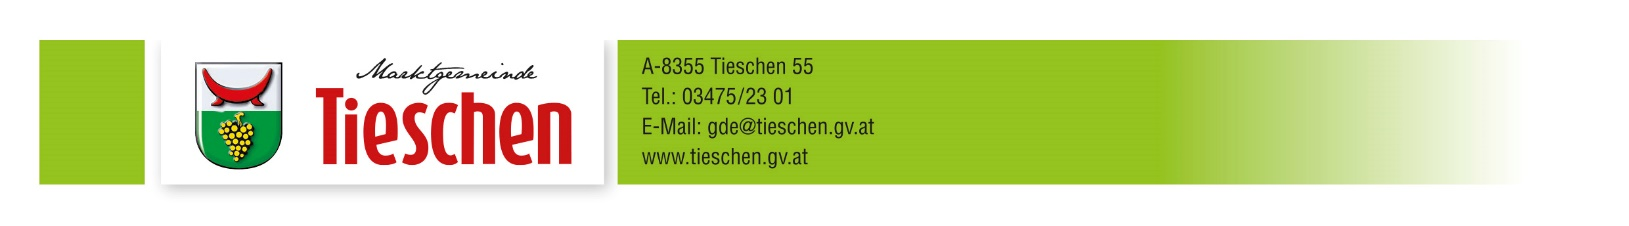 Marktgemeinde
Tieschen
A-8355 Tieschen 55
Tel.: 03475/23 01
E-Mail: gde@tieschen.gv.at
www.tieschen.gv.at